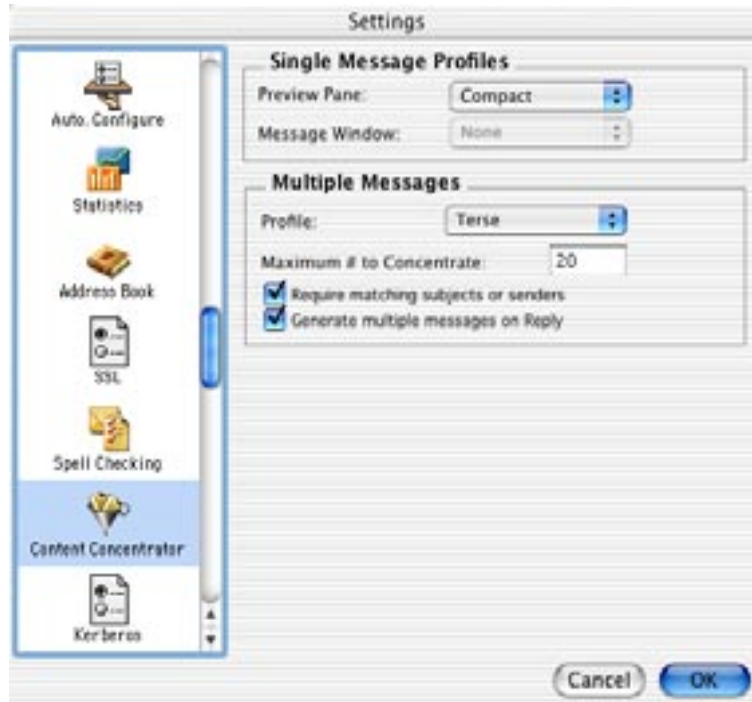 Settings
Auto. Configure
Statistics
Address Book
SSL
Spell Checking
Content Concentrator
Kerberos
Single Message Profiles
Preview Pane: Compact
Message Window: None
Multiple Messages
Profile: Terse
Maximum # to Concentrate: 20
Require matching subjects or senders
Generate multiple messages on Reply
Cancel OK